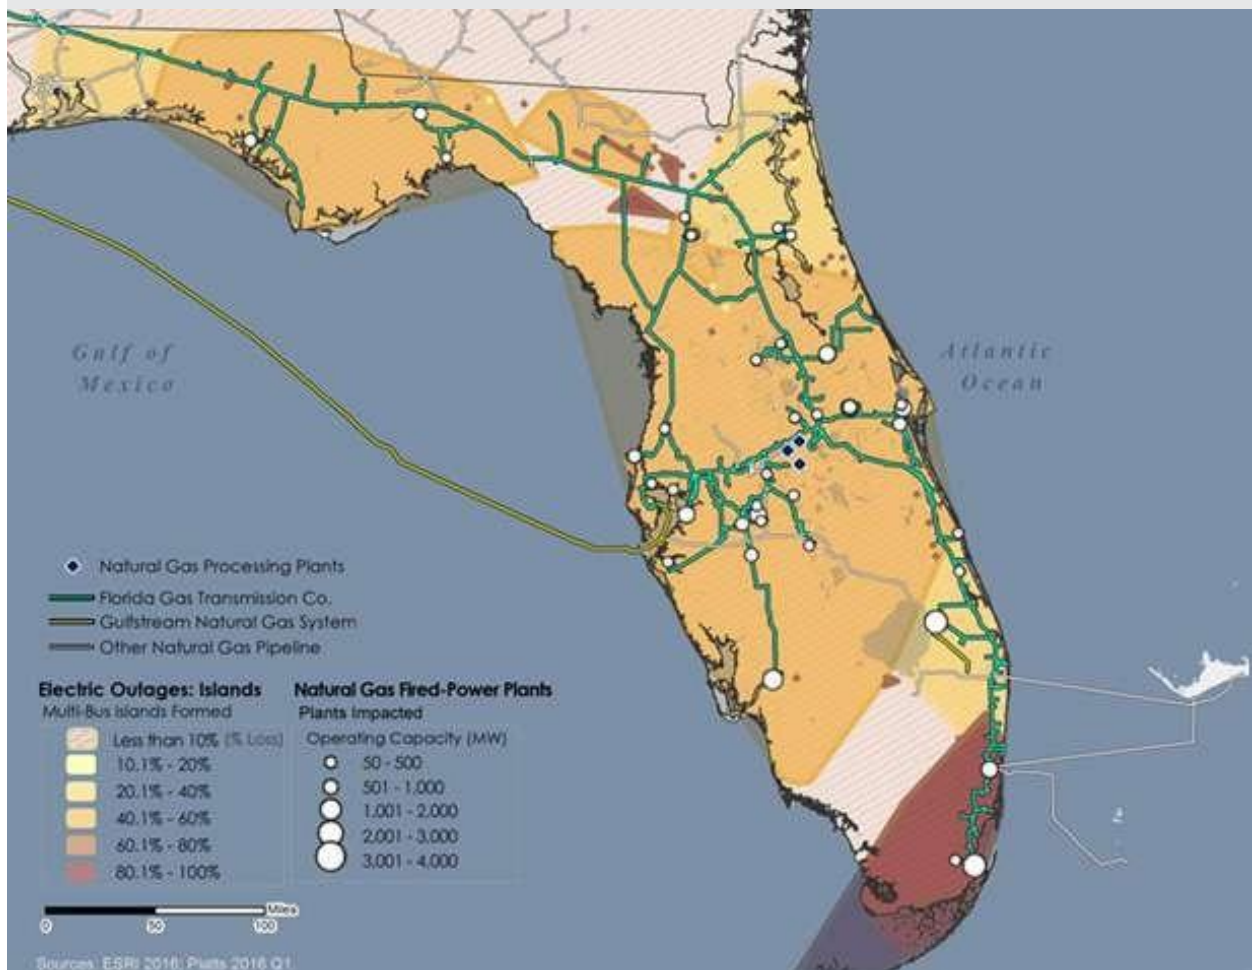 Gulf of
Mexico
Atlantic
Ocean
Natural Gas Processing Plants
Florida Gas Transmission Co.
Gulfstream Natural Gas System
Other Natural Gas Pipeline
Electric Outages: Islands
Multi-Bus Islands Formed
Less than 10% (% Loss)
10.1% - 20%
20.1% - 40%
40.1% - 60%
60.1% - 80%
80.1% - 100%
Natural Gas Fired-Power Plants
Plants Impacted
Operating Capacity (MW)
50 - 500
501 - 1,000
1,001 - 2,000
2,001 - 3,000
3,001 - 4,000
Miles
0 50 100
Sources: ESRI 2016; Platts 2016 Q1